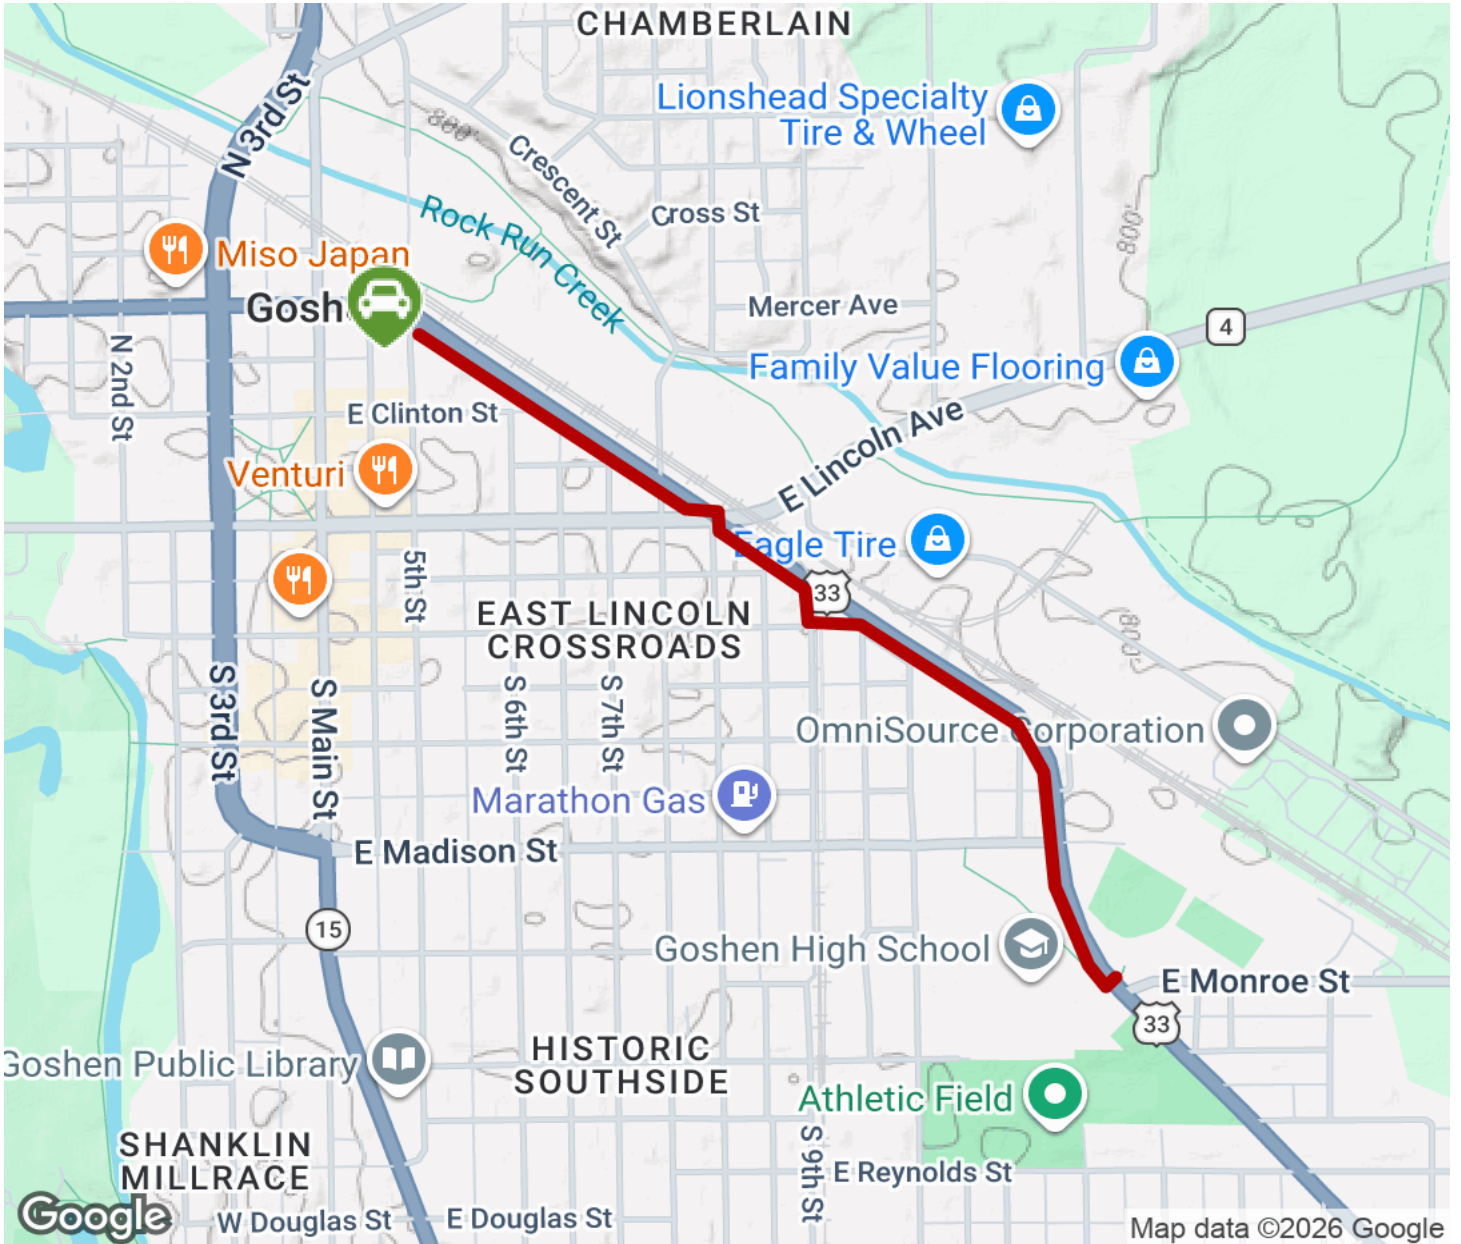 CHAMBERLAIN
N 3rd St
800'
Lionshead Specialty
Tire & Wheel
Crescent St
Cross St
Rock Run Creek
800'
Miso Japan
Gosh
Mercer Ave
4
N 2nd St
Family Value Flooring
E Clinton St
E Lincoln Ave
Venturi
Eagle Tire
5th St
33
EAST LINCOLN
CROSSROADS
800'
S 3rd St
S Main St
S 6th St
S 7th St
OmniSource Corporation
Marathon Gas
E Madison St
15
Goshen High School
E Monroe St
33
HISTORIC
SOUTHSIDE
Goshen Public Library
Athletic Field
SHANKLIN
MILLRACE
S 9th St
E Reynolds St
Google
W Douglas St
E Douglas St
Map data ©2026 Google